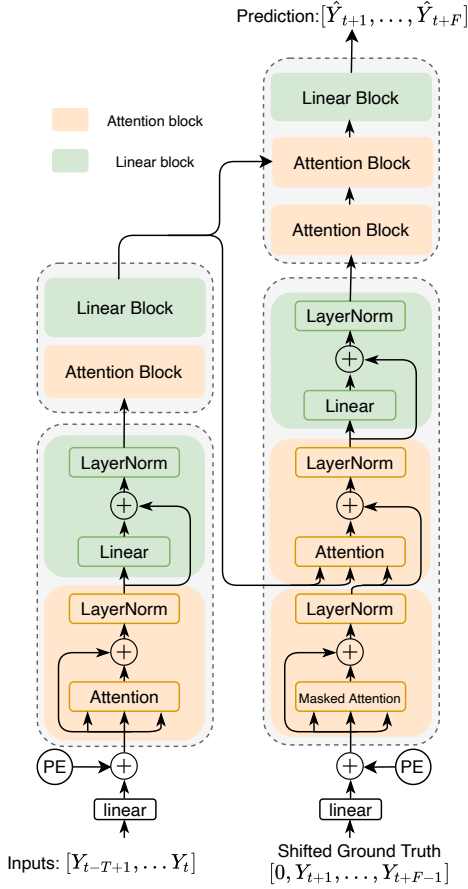 Prediction: [Ŷ_{t+1}, . . . , Ŷ_{t+F}]
Linear Block
Attention block
Attention Block
Linear block
Attention Block
Linear Block
LayerNorm
+
Attention Block
Linear
LayerNorm
LayerNorm
+
+
Linear
Attention
LayerNorm
LayerNorm
+
+
Attention
Masked Attention
PE
+
+
PE
linear
linear
Inputs: [Y_{t−T+1}, . . . Y_t]
Shifted Ground Truth
[0, Y_{t+1}, . . . , Y_{t+F−1}]